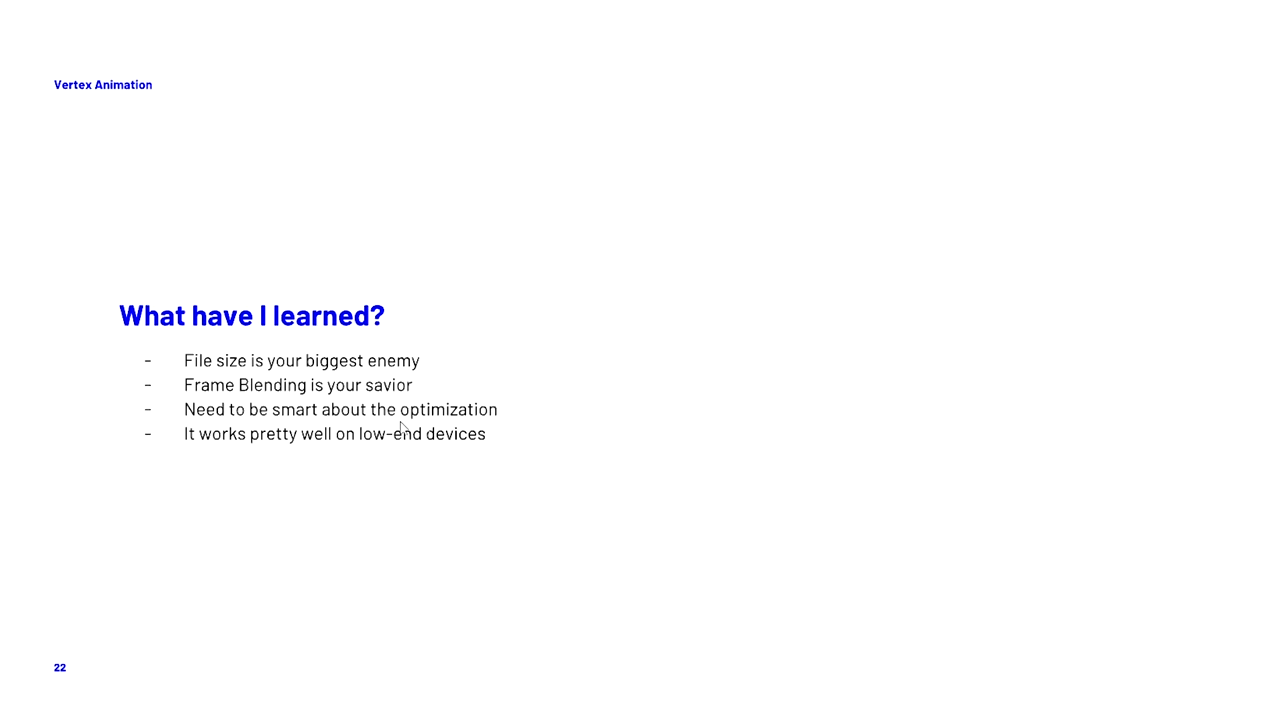 Vertex Animation
What have I learned?
- File size is your biggest enemy
- Frame Blending is your savior
- Need to be smart about the optimization
- It works pretty well on low-end devices
22